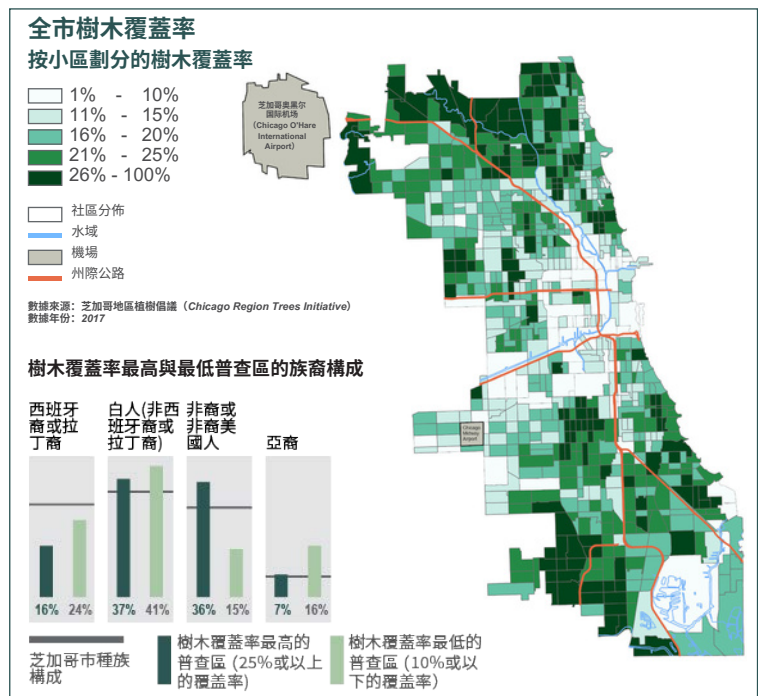 全市樹木覆蓋率
按小區劃分的樹木覆蓋率
1% - 10%
11% - 15%
16% - 20%
21% - 25%
26% - 100%
社區分佈
水域
機場
州際公路
數據來源：芝加哥地區植樹倡議（Chicago Region Trees Initiative）
數據年份：2017
芝加哥奥黑尔
国际机场
（Chicago O'Hare
International
Airport）
Chicago
Midway
Airport
樹木覆蓋率最高與最低普查區的族裔構成
西班牙
裔或拉
丁裔
白人(非西
班牙裔或
拉丁裔)
非裔或
非裔美
國人
亞裔
16% 24%
37% 41%
36% 15%
7% 16%
芝加哥市種族
構成
樹木覆蓋率最高的
普查區 (25%或以上
的覆蓋率)
樹木覆蓋率最低的
普查區 (10%或以
下的覆蓋率）